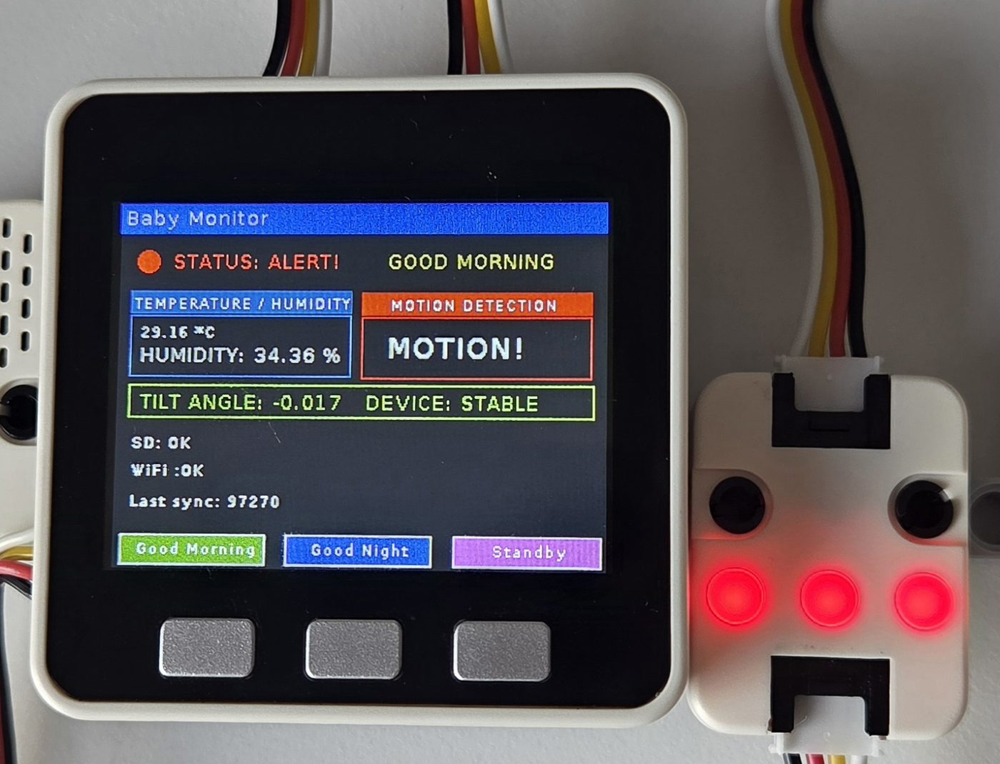 Baby Monitor
STATUS: ALERT! GOOD MORNING
TEMPERATURE / HUMIDITY
29.16 °C
HUMIDITY: 34.36 %
MOTION DETECTION
MOTION!
TILT ANGLE: -0.017 DEVICE: STABLE
SD: OK
WiFi :OK
Last sync: 97270
Good Morning
Good Night
Standby